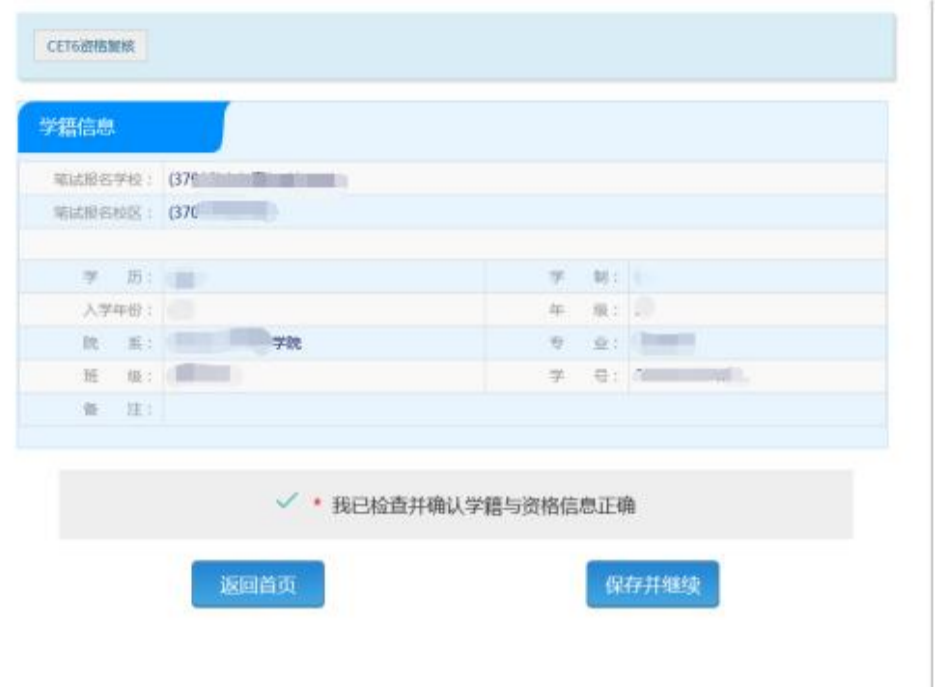 CET6资格复核
学籍信息
笔试报名学校：(379
笔试报名校区：(370
学 历： 学 制：
入学年份： 年 级：
院 系： 学院 专 业：
班 级： 学 号：
备 注：
* 我已检查并确认学籍与资格信息正确
返回首页 保存并继续